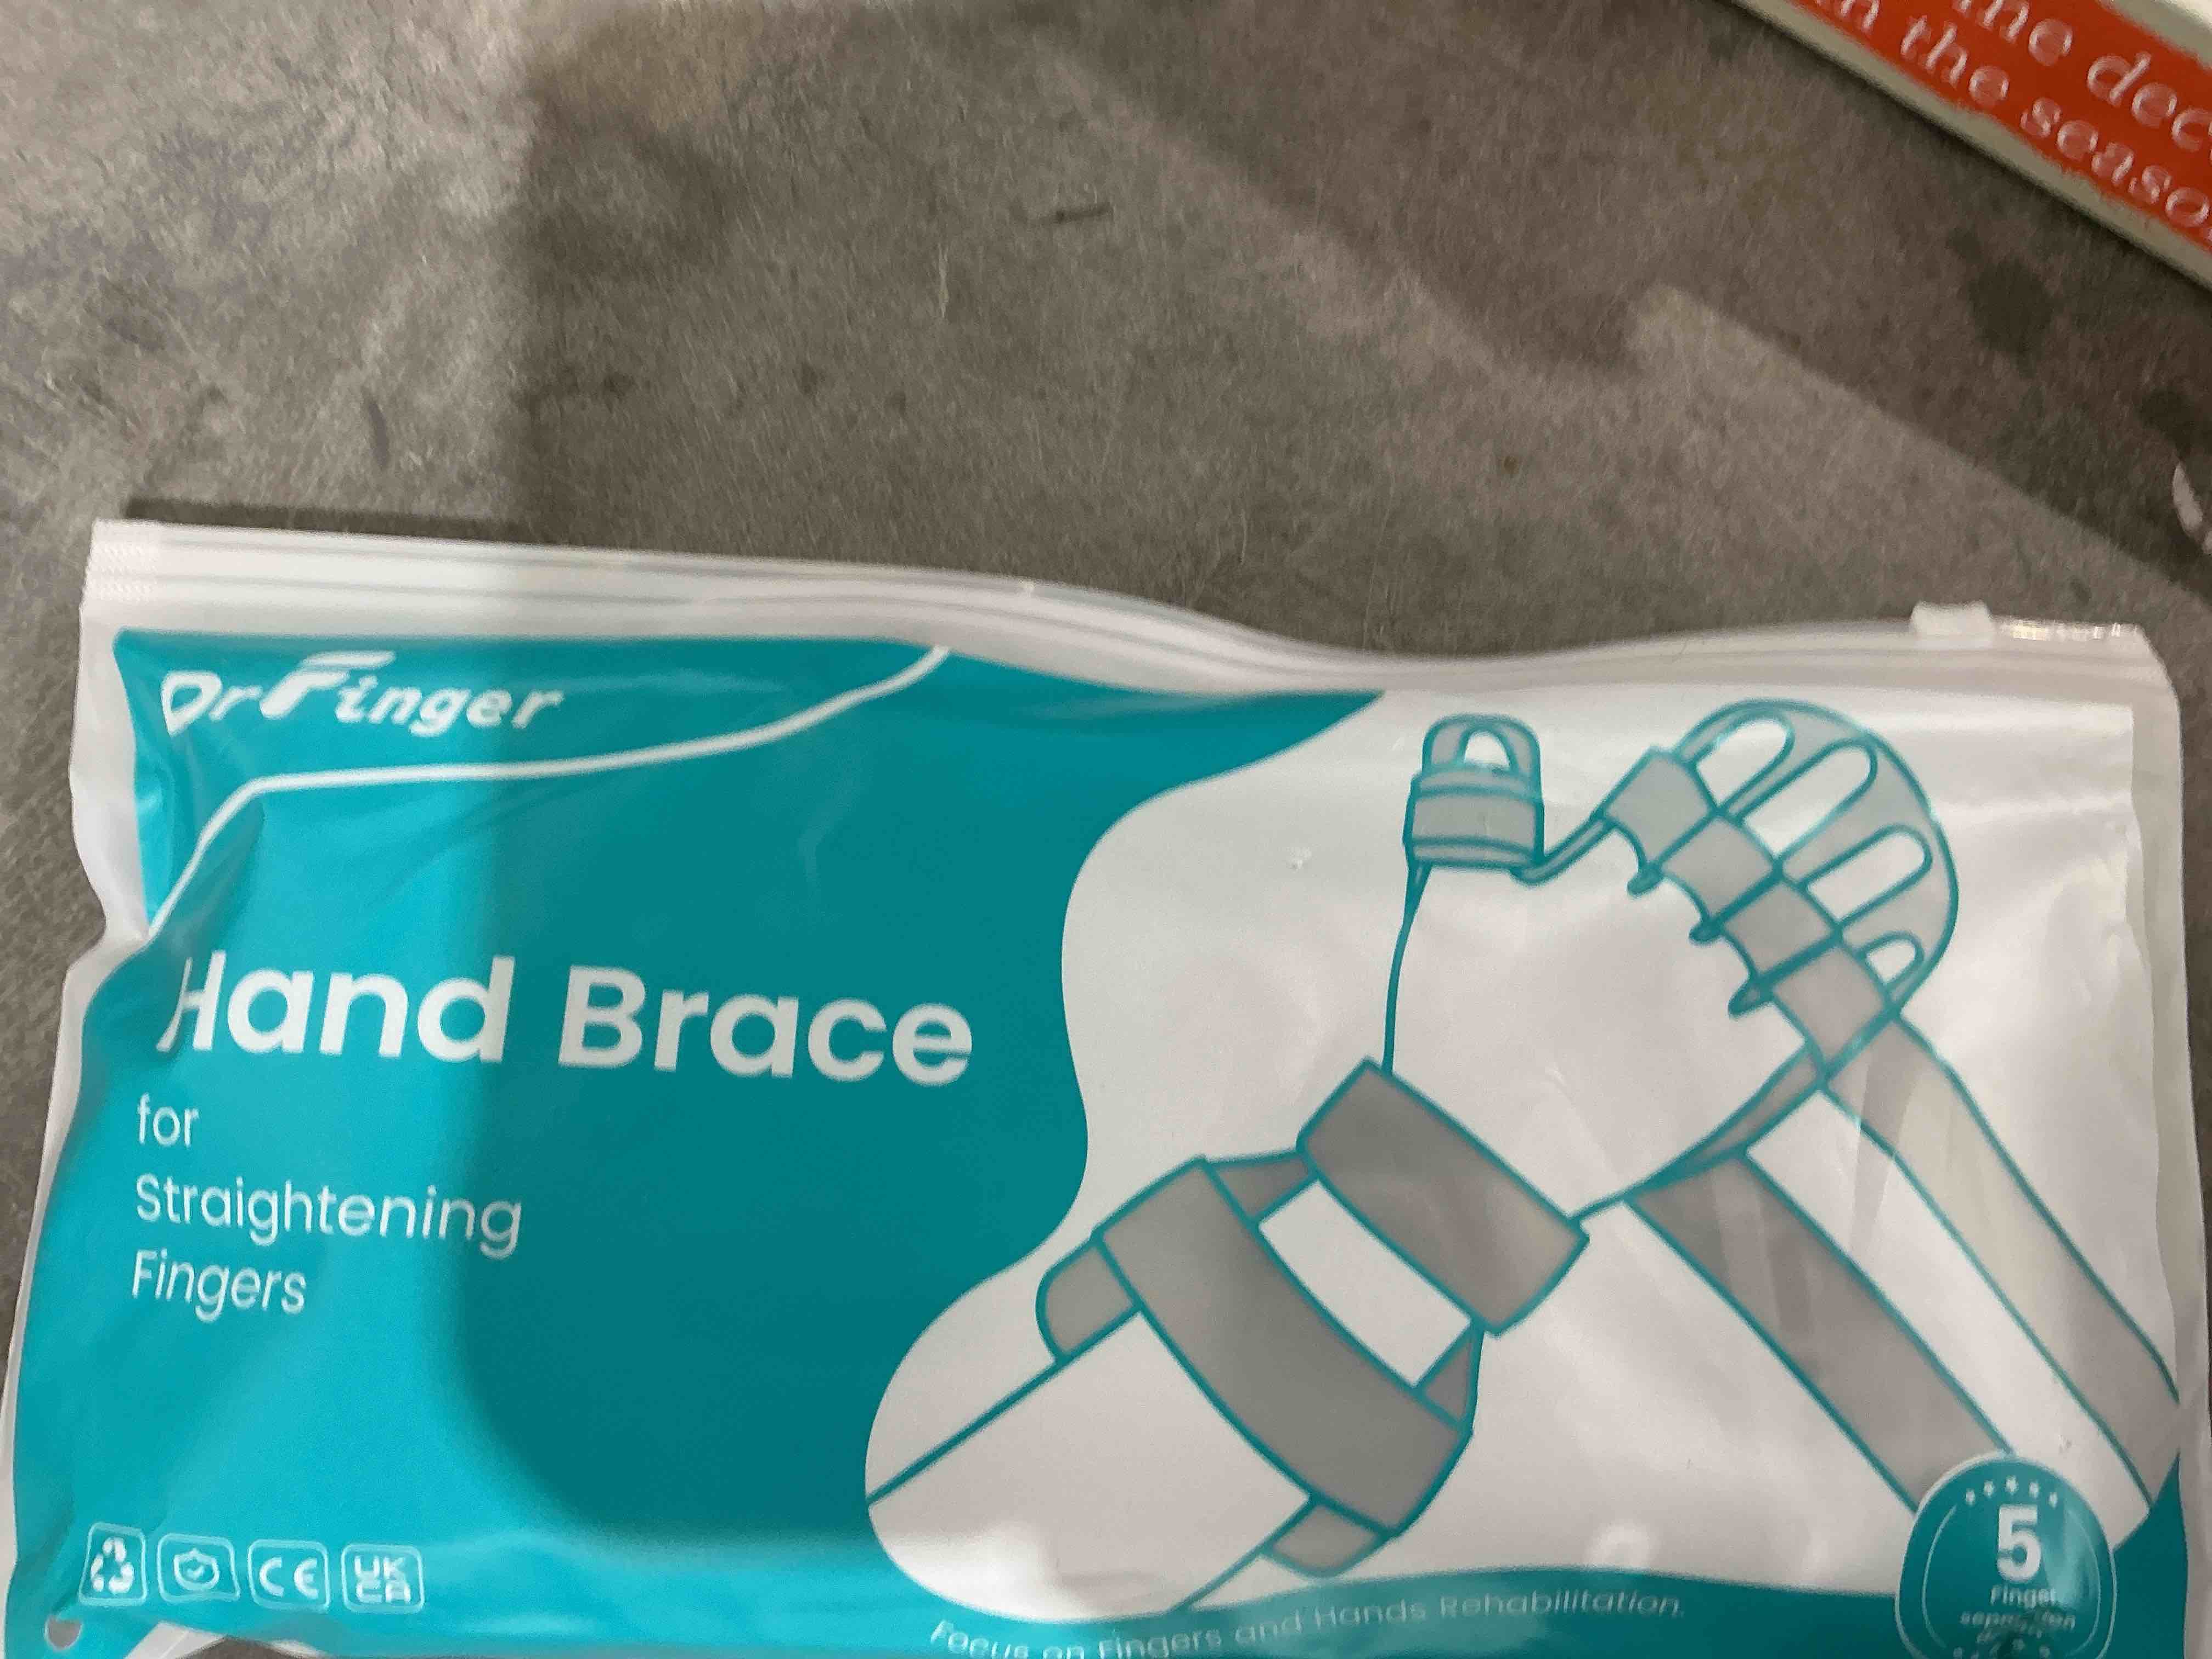 me dec
n the seaso
DrFinger
Hand Brace
for
Straightening
Fingers
CE
UK
CA
Focus on Fingers and Hands Rehabilitation.
5
Finger